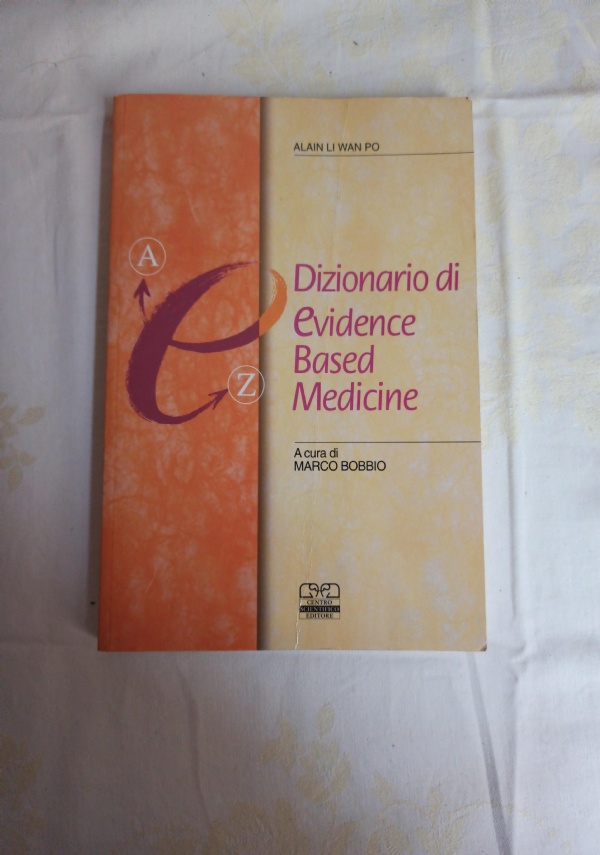 ALAIN LI WAN PO
A
Z
Dizionario di
evidence
Based
Medicine
A cura di
MARCO BOBBIO
CENTRO
SCIENTIFICO
EDITORE